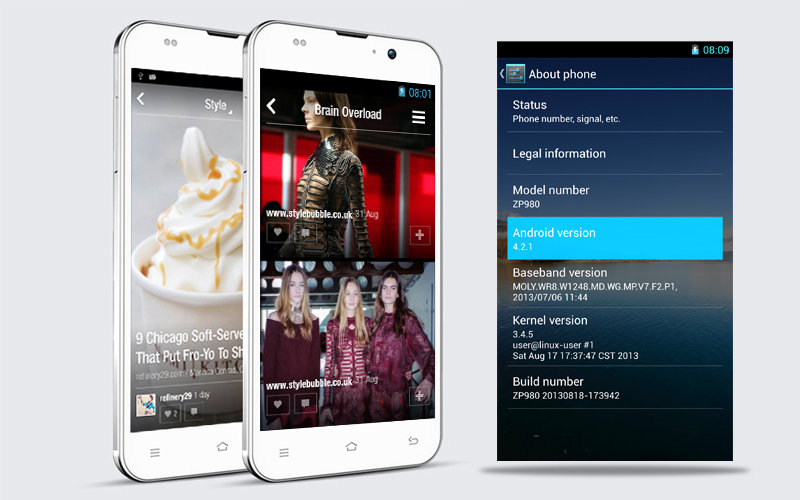 Style
9 Chicago Soft-Serve
That Put Fro-Yo To Sh
refinery29
1 day
2
08:01
Brain Overload
www.stylebubble.co.uk 31 Aug
www.stylebubble.co.uk 31 Aug
08:09
About phone
Status
Phone number, signal, etc.
Legal information
Model number
ZP980
Android version
4.2.1
Baseband version
MOLY.WR8.W1248.MD.WG.MP.V7.F2.P1,
2013/07/06 11:44
Kernel version
3.4.5
user@linux-user #1
Sat Aug 17 17:37:47 CST 2013
Build number
ZP980 20130818-173942